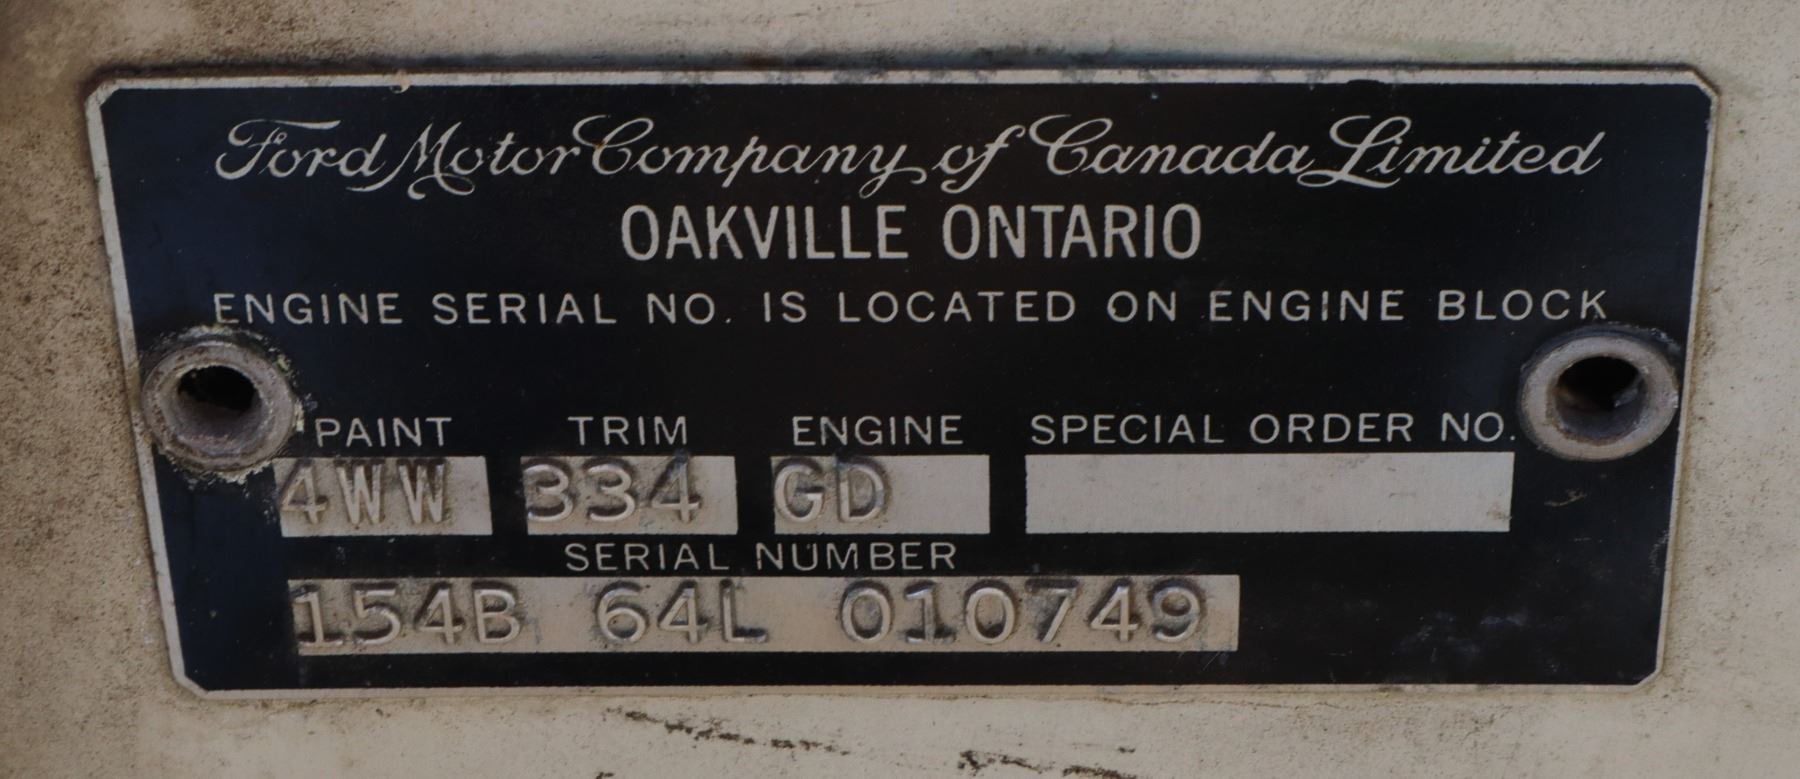 Ford Motor Company of Canada Limited
OAKVILLE ONTARIO
ENGINE SERIAL NO. IS LOCATED ON ENGINE BLOCK
PAINT TRIM ENGINE SPECIAL ORDER NO.
4WW 334 GD
SERIAL NUMBER
154B 64L 010749